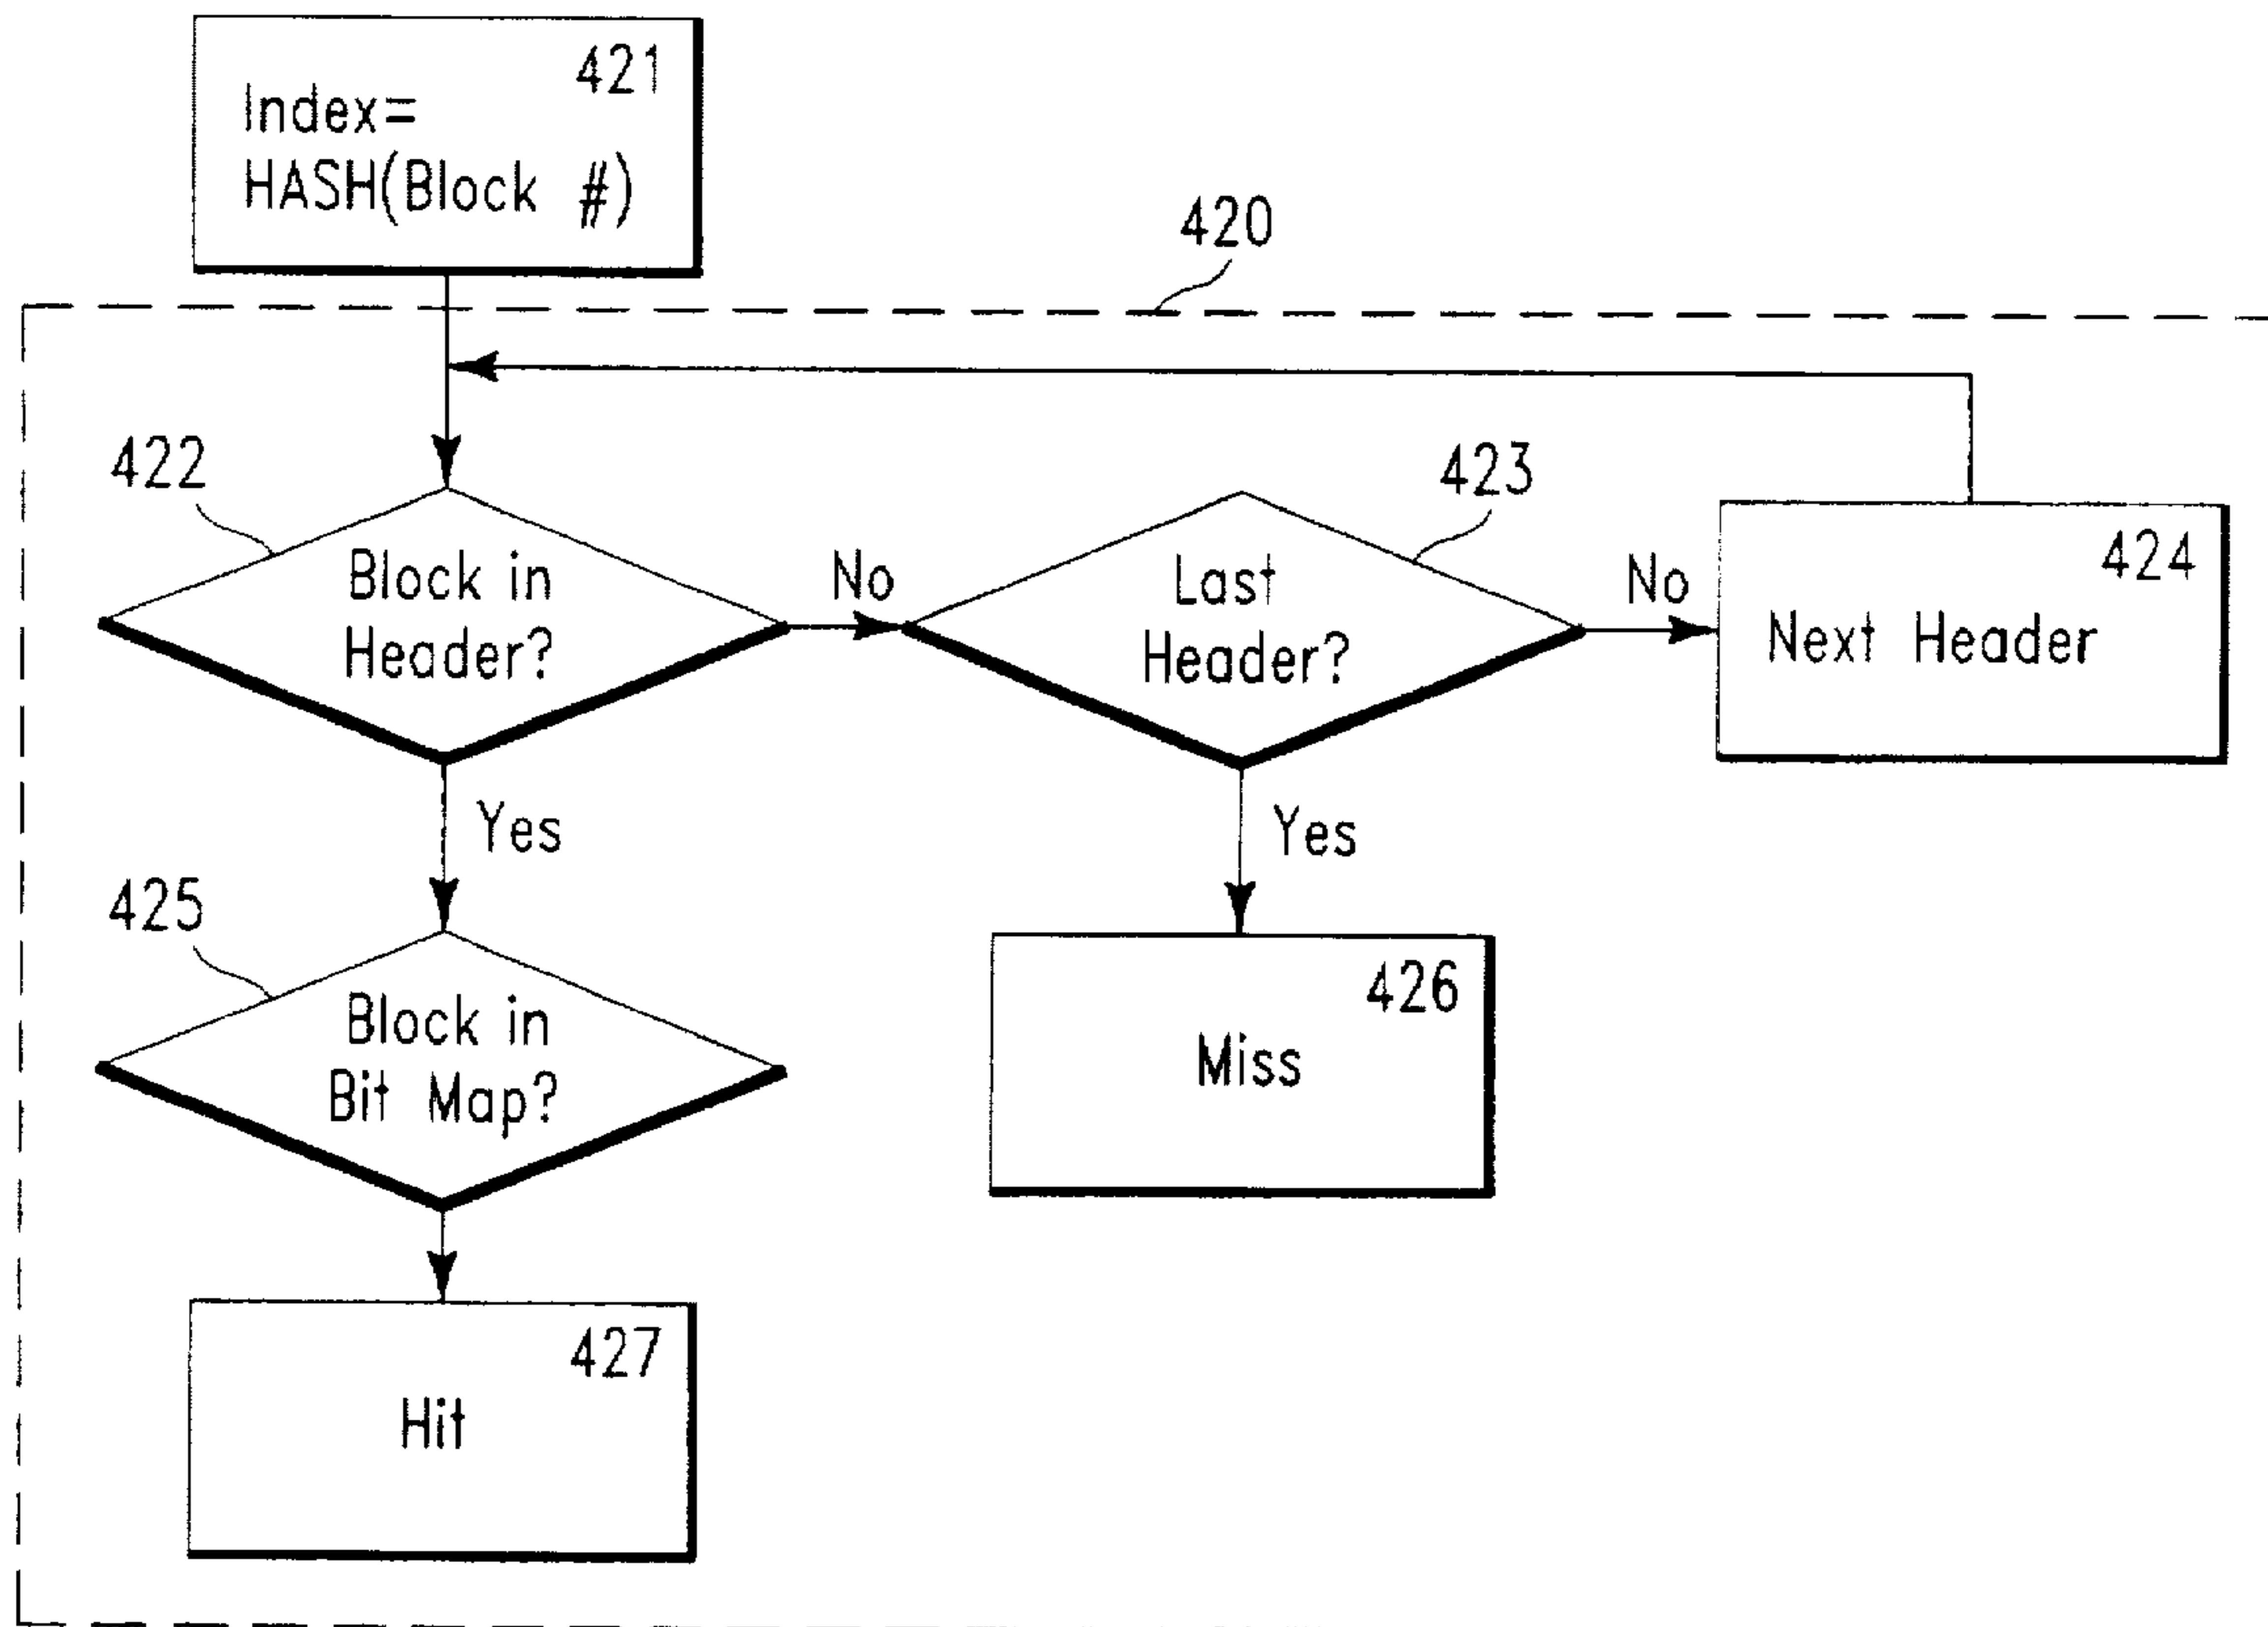 421
Index=
HASH(Block #)
420
422
Block in
Header?
No
423
Last
Header?
No
424
Next Header
Yes
Yes
425
Block in
Bit Map?
426
Miss
427
Hit